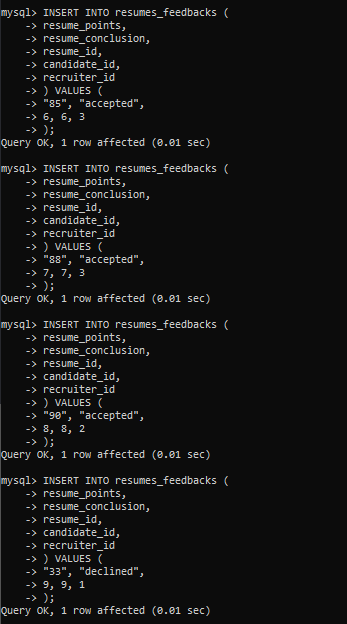 mysql> INSERT INTO resumes_feedbacks (
    -> resume_points,
    -> resume_conclusion,
    -> resume_id,
    -> candidate_id,
    -> recruiter_id
    -> ) VALUES (
    -> "85", "accepted",
    -> 6, 6, 3
    -> );
Query OK, 1 row affected (0.01 sec)

mysql> INSERT INTO resumes_feedbacks (
    -> resume_points,
    -> resume_conclusion,
    -> resume_id,
    -> candidate_id,
    -> recruiter_id
    -> ) VALUES (
    -> "88", "accepted",
    -> 7, 7, 3
    -> );
Query OK, 1 row affected (0.01 sec)

mysql> INSERT INTO resumes_feedbacks (
    -> resume_points,
    -> resume_conclusion,
    -> resume_id,
    -> candidate_id,
    -> recruiter_id
    -> ) VALUES (
    -> "90", "accepted",
    -> 8, 8, 2
    -> );
Query OK, 1 row affected (0.01 sec)

mysql> INSERT INTO resumes_feedbacks (
    -> resume_points,
    -> resume_conclusion,
    -> resume_id,
    -> candidate_id,
    -> recruiter_id
    -> ) VALUES (
    -> "33", "declined",
    -> 9, 9, 1
    -> );
Query OK, 1 row affected (0.01 sec)